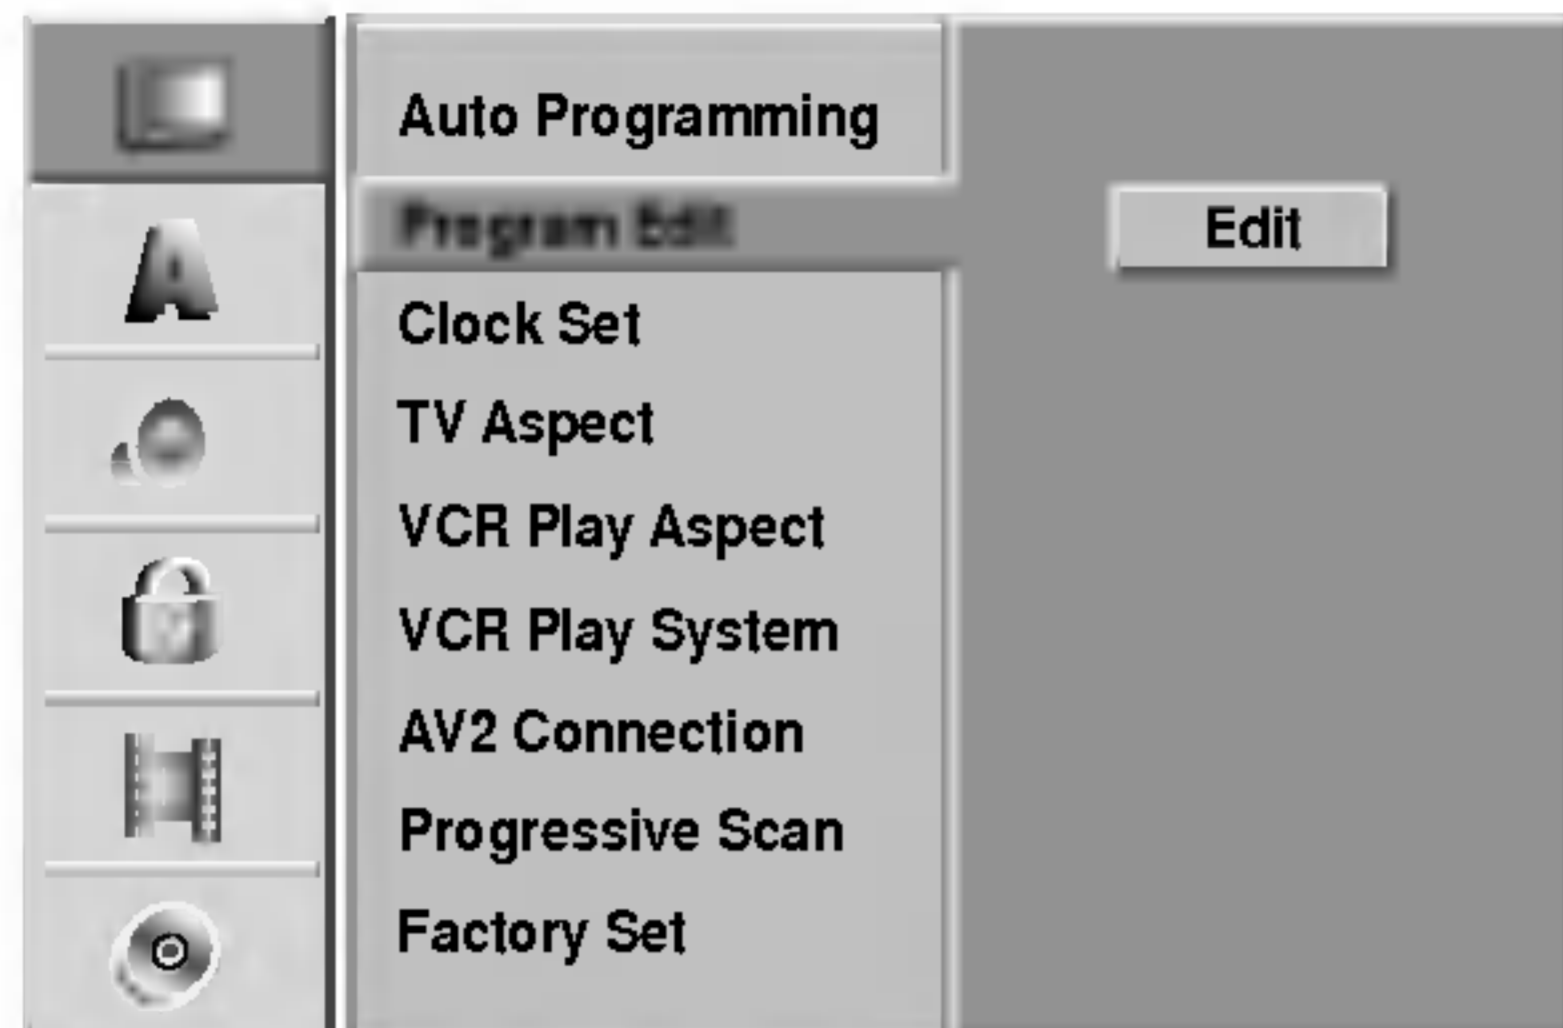 Auto Programming
Program Edit
Edit
Clock Set
TV Aspect
VCR Play Aspect
VCR Play System
AV2 Connection
Progressive Scan
Factory Set